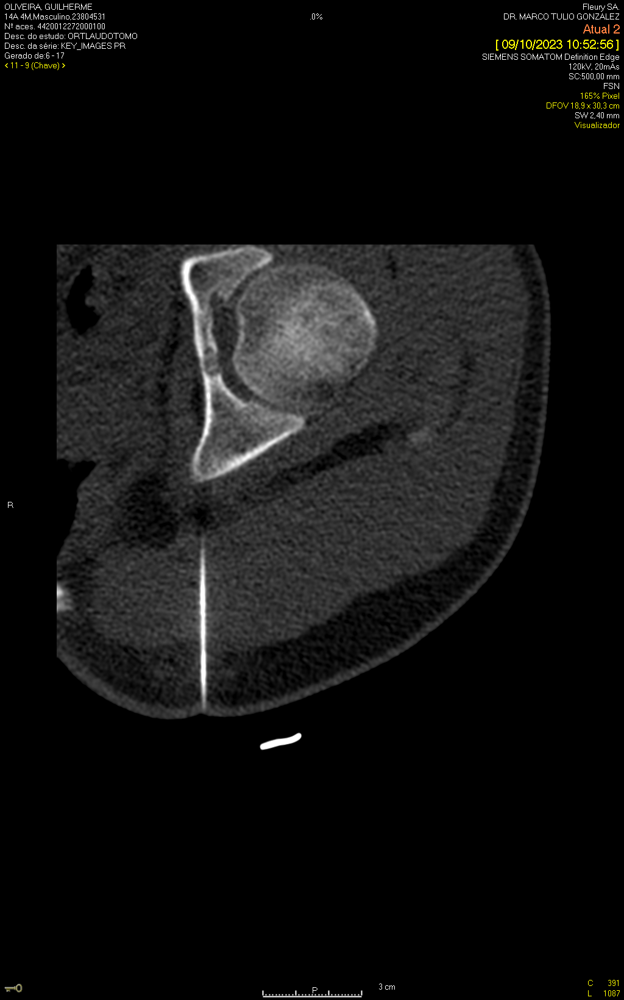 OLIVEIRA, GUILHERME
14A 4M,Masculino,23804531
Nº aces. 4420012272000100
Desc. do estudo: ORTLAUDOTOMO
Desc. da série: KEY_IMAGES PR
Gerado de:6 - 17
< 11 - 9 (Chave) >
.0%
Fleury SA.
DR. MARCO TULIO GONZALEZ
Atual 2
[ 09/10/2023 10:52:56 ]
SIEMENS SOMATOM Definition Edge
120kV, 20mAs
SC:500,00 mm
FSN
165% Pixel
DFOV 18,9 x 30,3 cm
SW 2,40 mm
Visualizador
R
P
3 cm
C 391
L 1087